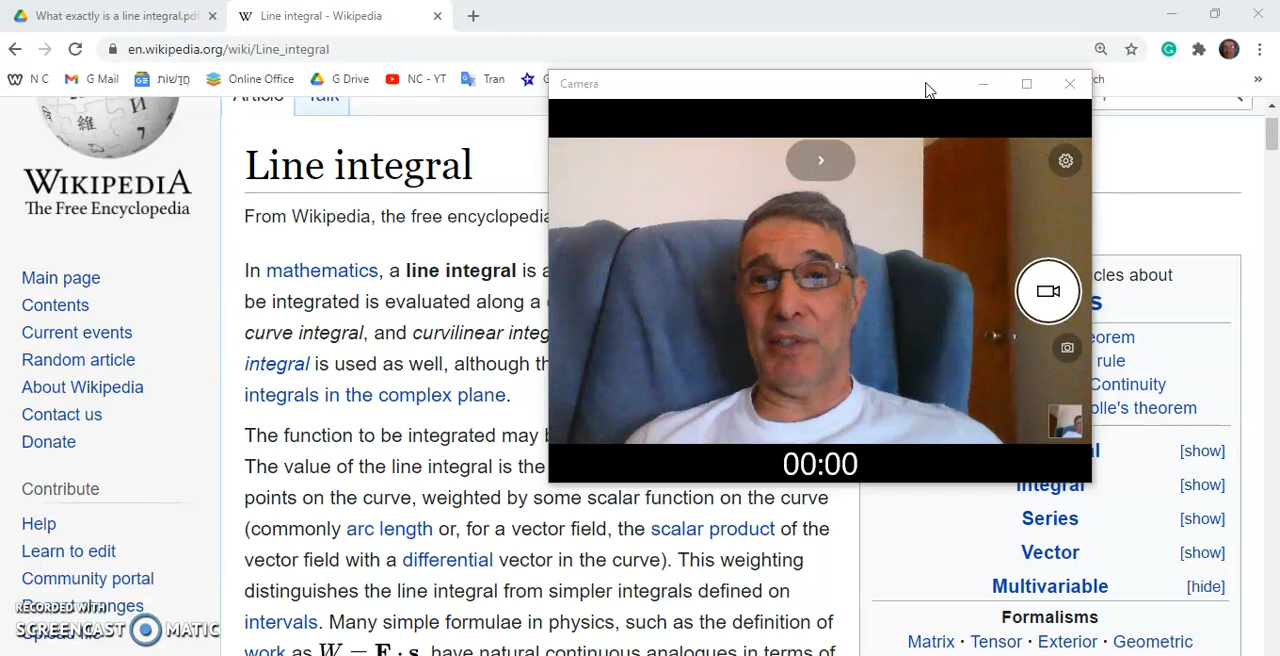 What exactly is a line integral.pdf
Line integral - Wikipedia
en.wikipedia.org/wiki/Line_integral
N C
G Mail
חֲדָשׁוֹת
Online Office
G Drive
NC - YT
Tran
G
ch
Camera
Article
Talk
WIKIPEDIA
The Free Encyclopedia
Main page
Contents
Current events
Random article
About Wikipedia
Contact us
Donate
Contribute
Help
Learn to edit
Community portal
Recent changes
Upload file
Line integral
From Wikipedia, the free encyclopedia
In mathematics, a line integral is a
be integrated is evaluated along a
curve integral, and curvilinear integ
integral is used as well, although th
integrals in the complex plane.
The function to be integrated may b
The value of the line integral is the
points on the curve, weighted by some scalar function on the curve
(commonly arc length or, for a vector field, the scalar product of the
vector field with a differential vector in the curve). This weighting
distinguishes the line integral from simpler integrals defined on
intervals. Many simple formulae in physics, such as the definition of
work as W = F · s, have natural continuous analogues in terms of
00:00
cles about
s
eorem
rule
Continuity
olle's theorem
al [show]
Integral [show]
Series [show]
Vector [show]
Multivariable [hide]
Formalisms
Matrix · Tensor · Exterior · Geometric
RECORDED WITH
SCREENCAST MATIC